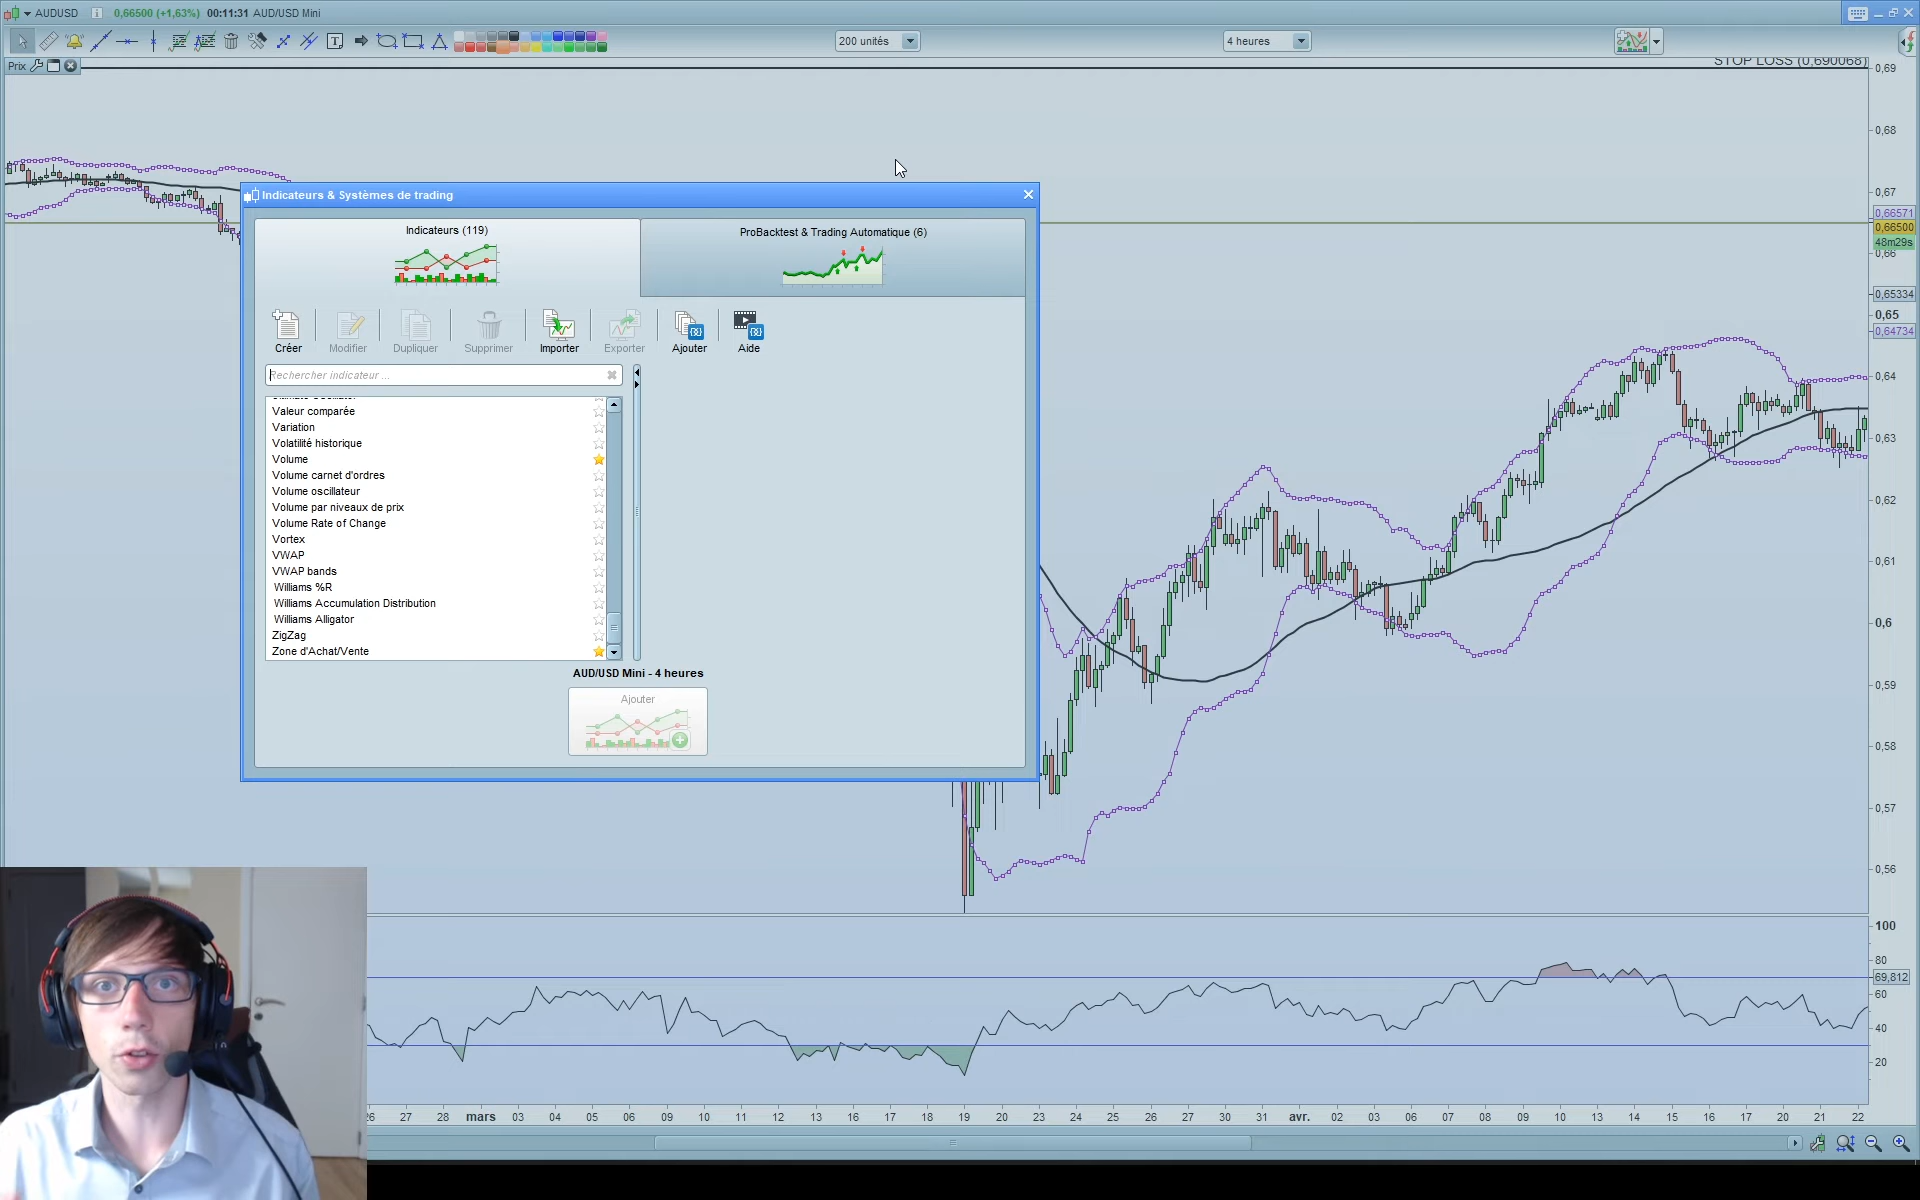 AUDUSD 0,66500 (+1,63%) 00:11:31 AUD/USD Mini
200 unités
4 heures
Prix
STOP LOSS (0,690068)
0,69
0,68
0,67
0,66571
0,66500
48m29s
0,66
0,65334
0,65
0,64734
0,64
0,63
0,62
0,61
0,6
0,59
0,58
0,57
0,56
Indicateurs & Systèmes de trading
Indicateurs (119)
ProBacktest & Trading Automatique (6)
Créer
Modifier
Dupliquer
Supprimer
Importer
Exporter
Ajouter
Aide
Rechercher indicateur ...
Valeur comparée
Variation
Volatilité historique
Volume
Volume carnet d'ordres
Volume oscillateur
Volume par niveaux de prix
Volume Rate of Change
Vortex
VWAP
VWAP bands
Williams %R
Williams Accumulation Distribution
Williams Alligator
ZigZag
Zone d'Achat/Vente
AUD/USD Mini - 4 heures
Ajouter
100
80
69,812
60
40
20
26 27 28 mars 03 04 05 06 09 10 11 12 13 16 17 18 19 20 23 24 25 26 27 30 31 avr. 02 03 06 07 08 09 10 13 14 15 16 17 20 21 22